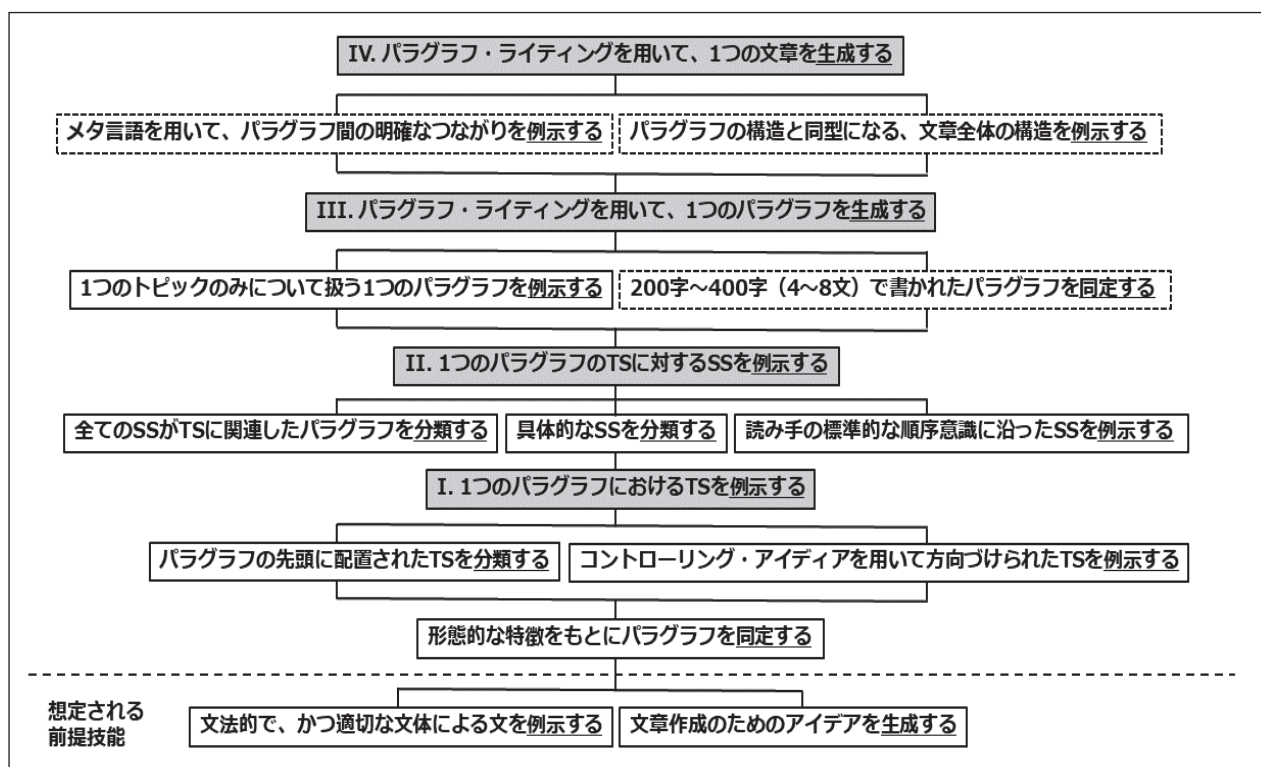 IV. パラグラフ・ライティングを用いて、1つの文章を生成する
メタ言語を用いて、パラグラフ間の明確なつながりを例示する
パラグラフの構造と同型になる、文章全体の構造を例示する
III. パラグラフ・ライティングを用いて、1つのパラグラフを生成する
1つのトピックのみについて扱う1つのパラグラフを例示する
200字～400字（4～8文）で書かれたパラグラフを同定する
II. 1つのパラグラフのTSに対するSSを例示する
全てのSSがTSに関連したパラグラフを分類する
具体的なSSを分類する
読み手の標準的な順序意識に沿ったSSを例示する
I. 1つのパラグラフにおけるTSを例示する
パラグラフの先頭に配置されたTSを分類する
コントローリング・アイディアを用いて方向づけられたTSを例示する
形態的な特徴をもとにパラグラフを同定する
想定される
前提技能
文法的で、かつ適切な文体による文を例示する
文章作成のためのアイデアを生成する